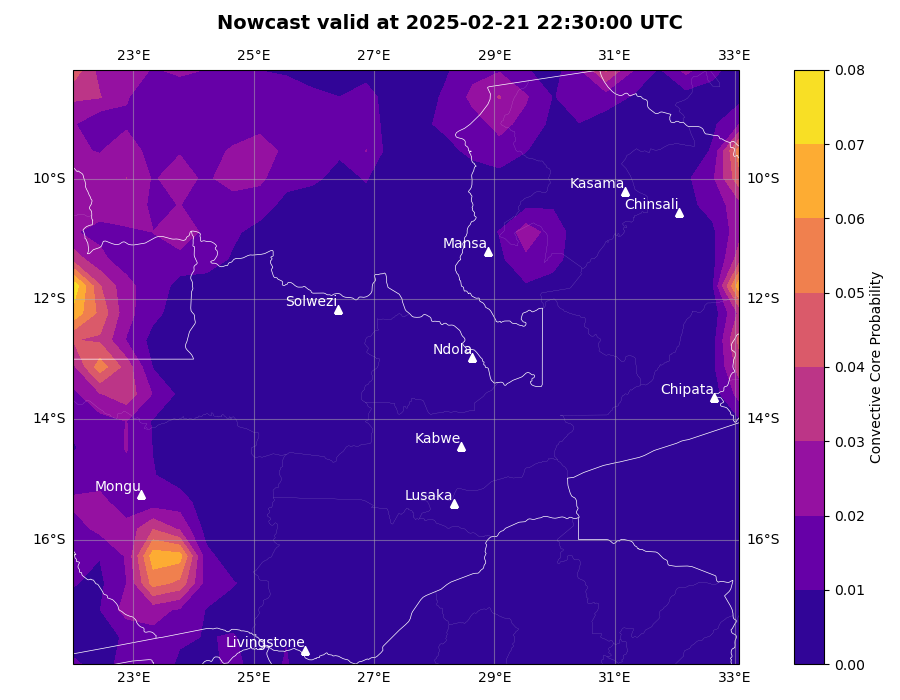 Nowcast valid at 2025-02-21 22:30:00 UTC
23°E 25°E 27°E 29°E 31°E 33°E
0.08
0.07
10°S Kasama 10°S
Chinsali
0.06
Mansa
0.05
12°S Solwezi 12°S
Ndola
0.04
Chipata
14°S 14°S
0.03
Kabwe
Mongu Lusaka
0.02
16°S 16°S
0.01
Livingstone
0.00
23°E 25°E 27°E 29°E 31°E 33°E
Convective Core Probability